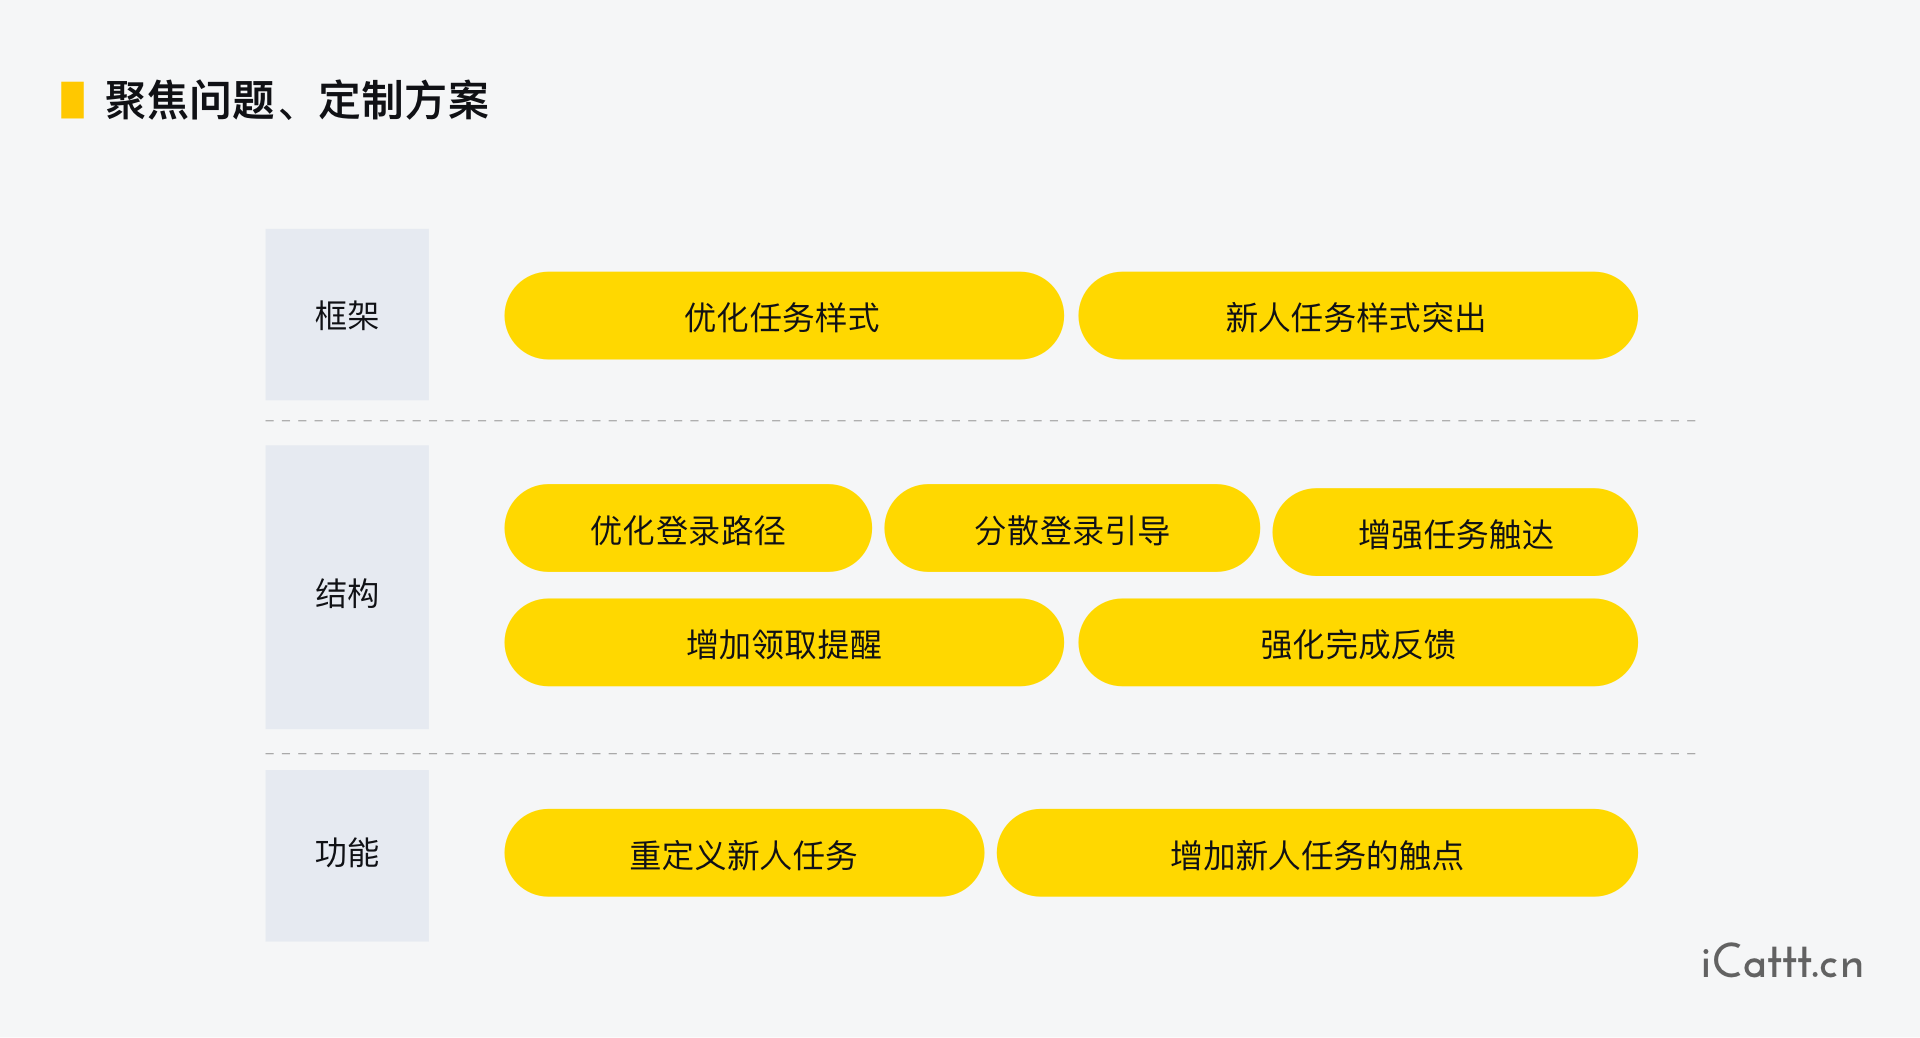 聚焦问题、定制方案
框架
优化任务样式
新人任务样式突出
结构
优化登录路径
分散登录引导
增强任务触达
增加领取提醒
强化完成反馈
功能
重定义新人任务
增加新人任务的触点
iCattt.cn